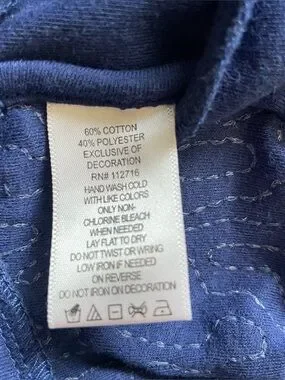 60% COTTON
40% POLYESTER
EXCLUSIVE OF
DECORATION
RN# 112716
HAND WASH COLD
WITH LIKE COLORS
ONLY NON-
CHLORINE BLEACH
WHEN NEEDED
LAY FLAT TO DRY
DO NOT TWIST OR WRING
LOW IRON IF NEEDED
ON REVERSE
DO NOT IRON ON DECORATION